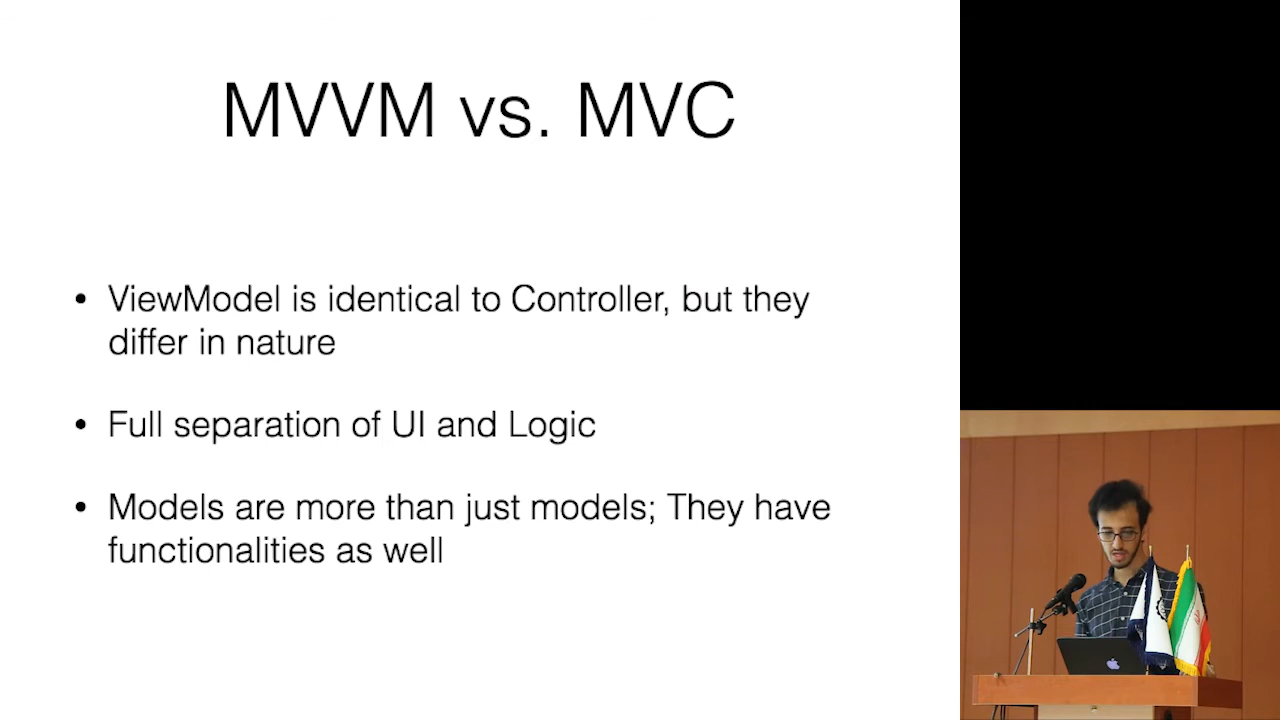 MVVM vs. MVC
• ViewModel is identical to Controller, but they
differ in nature
• Full separation of UI and Logic
• Models are more than just models; They have
functionalities as well